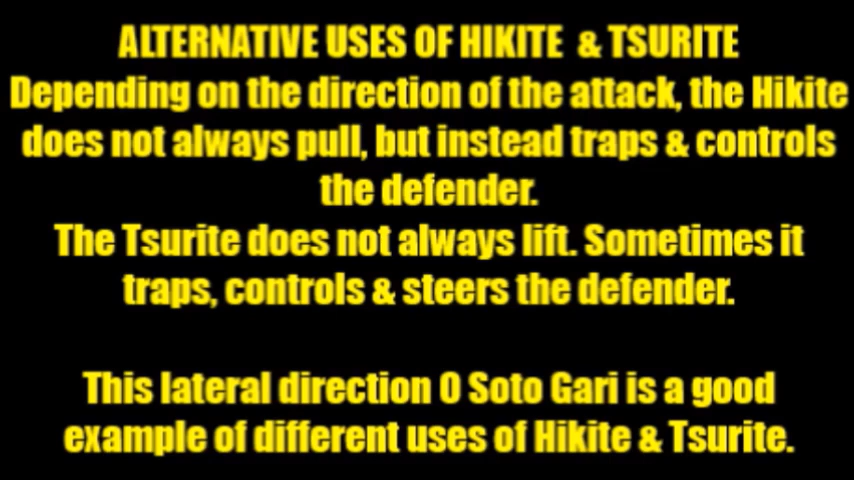 ALTERNATIVE USES OF HIKITE & TSURITE
Depending on the direction of the attack, the Hikite
does not always pull, but instead traps & controls
the defender.
The Tsurite does not always lift. Sometimes it
traps, controls & steers the defender.
This lateral direction O Soto Gari is a good
example of different uses of Hikite & Tsurite.